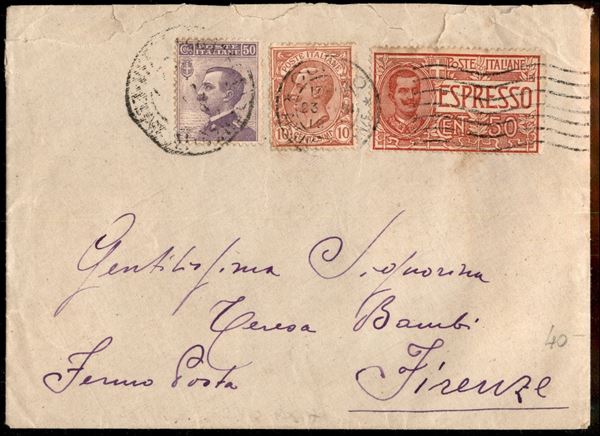 Cent. 50
POSTE ITALIANE
POSTE ITALIANE
10 10
POSTE ITALIANE
ESPRESSO
CENT. 50
Gentilissima Signorina
Teresa Bambi
Fermo Posta Firenze
40-